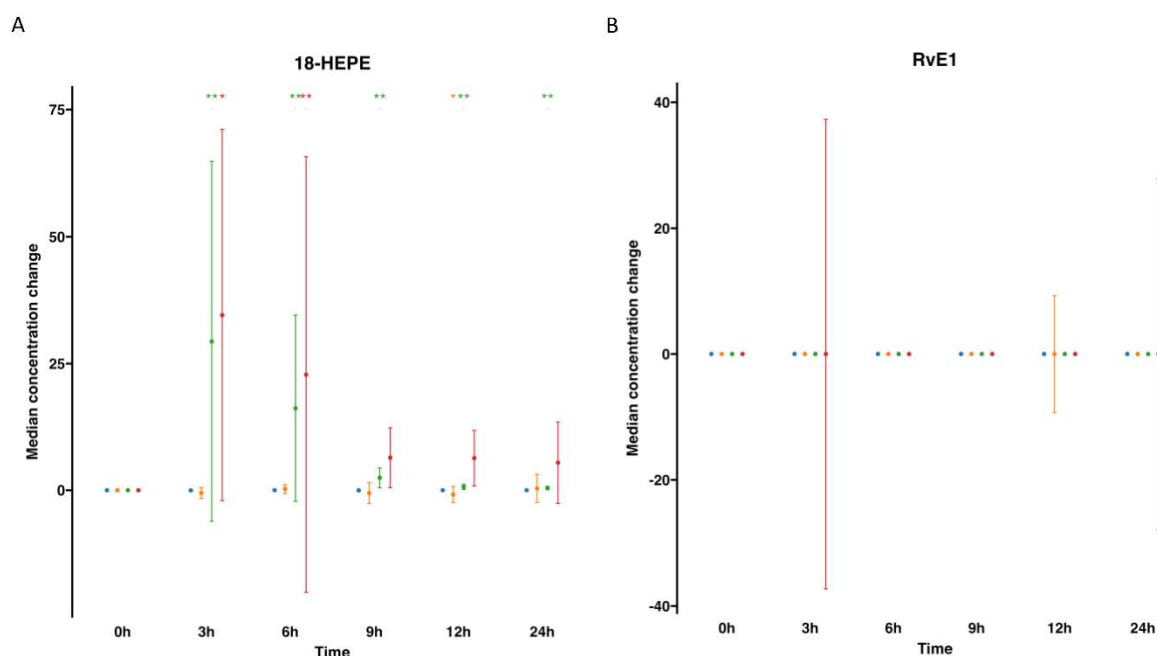 A
18-HEPE
** *
****
**
* **
**
75
50
25
0
Median concentration change
0h 3h 6h 9h 12h 24h
Time
B
RvE1
40
20
0
-20
-40
Median concentration change
0h 3h 6h 9h 12h 24h
Time